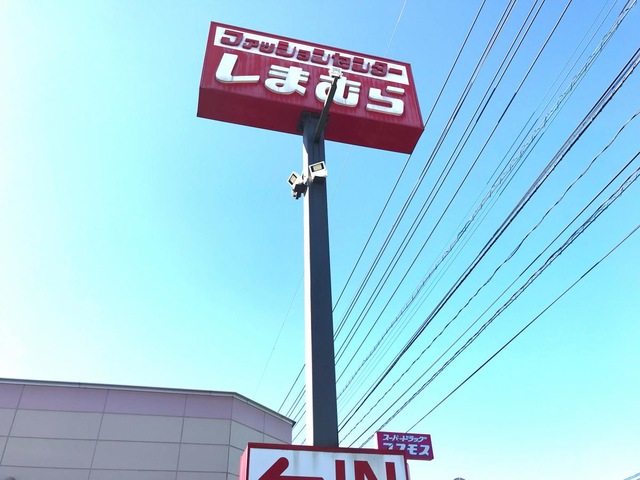 ファッションセンター
しまむら
スーパードラッグ
コスモス
IN